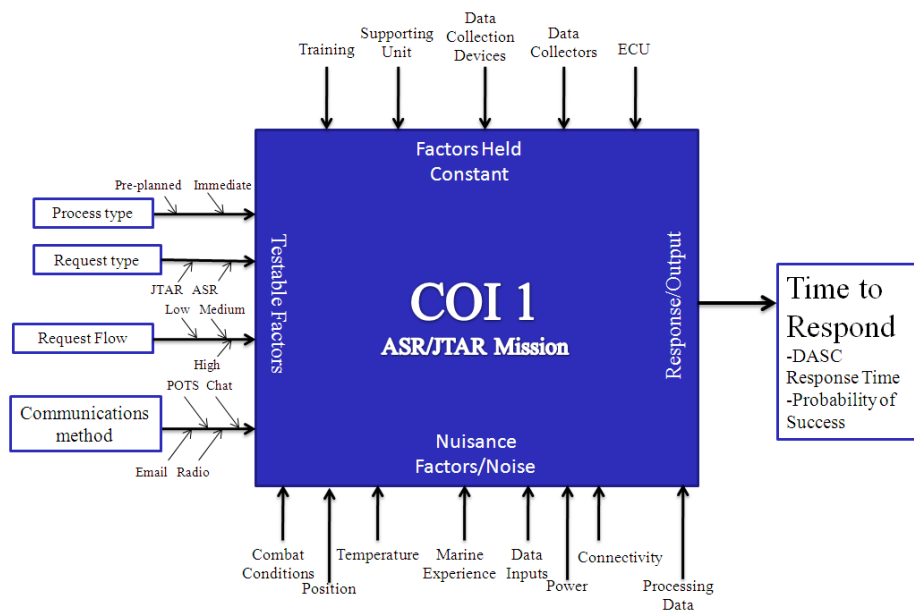 Training
Supporting
Unit
Data
Collection
Devices
Data
Collectors
ECU
Factors Held
Constant
Pre-planned
Immediate
Process type
Request type
JTAR
ASR
Low
Medium
Request Flow
High
POTS
Chat
Communications
method
Email
Radio
Testable Factors
COI 1
ASR/JTAR Mission
Response/Output
Time to
Respond
-DASC
Response Time
-Probability of
Success
Nuisance
Factors/Noise
Combat
Conditions
Position
Temperature
Marine
Experience
Data
Inputs
Power
Connectivity
Processing
Data